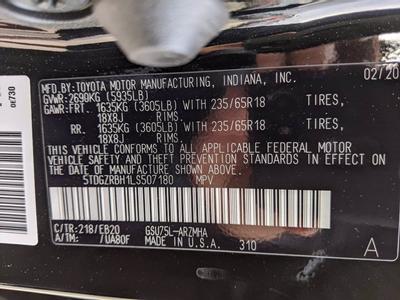 MFD. BY: TOYOTA MOTOR MANUFACTURING, INDIANA, INC. 02/20
GVWR: 2690KG (5935LB)
GAWR: FRT. 1635KG (3605LB) WITH 235/65R18 TIRES,
18X8J RIMS.
RR. 1635KG (3605LB) WITH 235/65R18 TIRES,
18X8J RIMS.
THIS VEHICLE CONFORMS TO ALL APPLICABLE FEDERAL MOTOR
VEHICLE SAFETY STANDARDS IN EFFECT ON THE DATE OF
MANUFACTURE SHOWN ABOVE.
5TDGZRBH1LS507180 MPV
C/TR: 218/EB20 GSU75L-ARZMHA
A/TM: /UA80F MADE IN U.S.A. 310 A
or/730